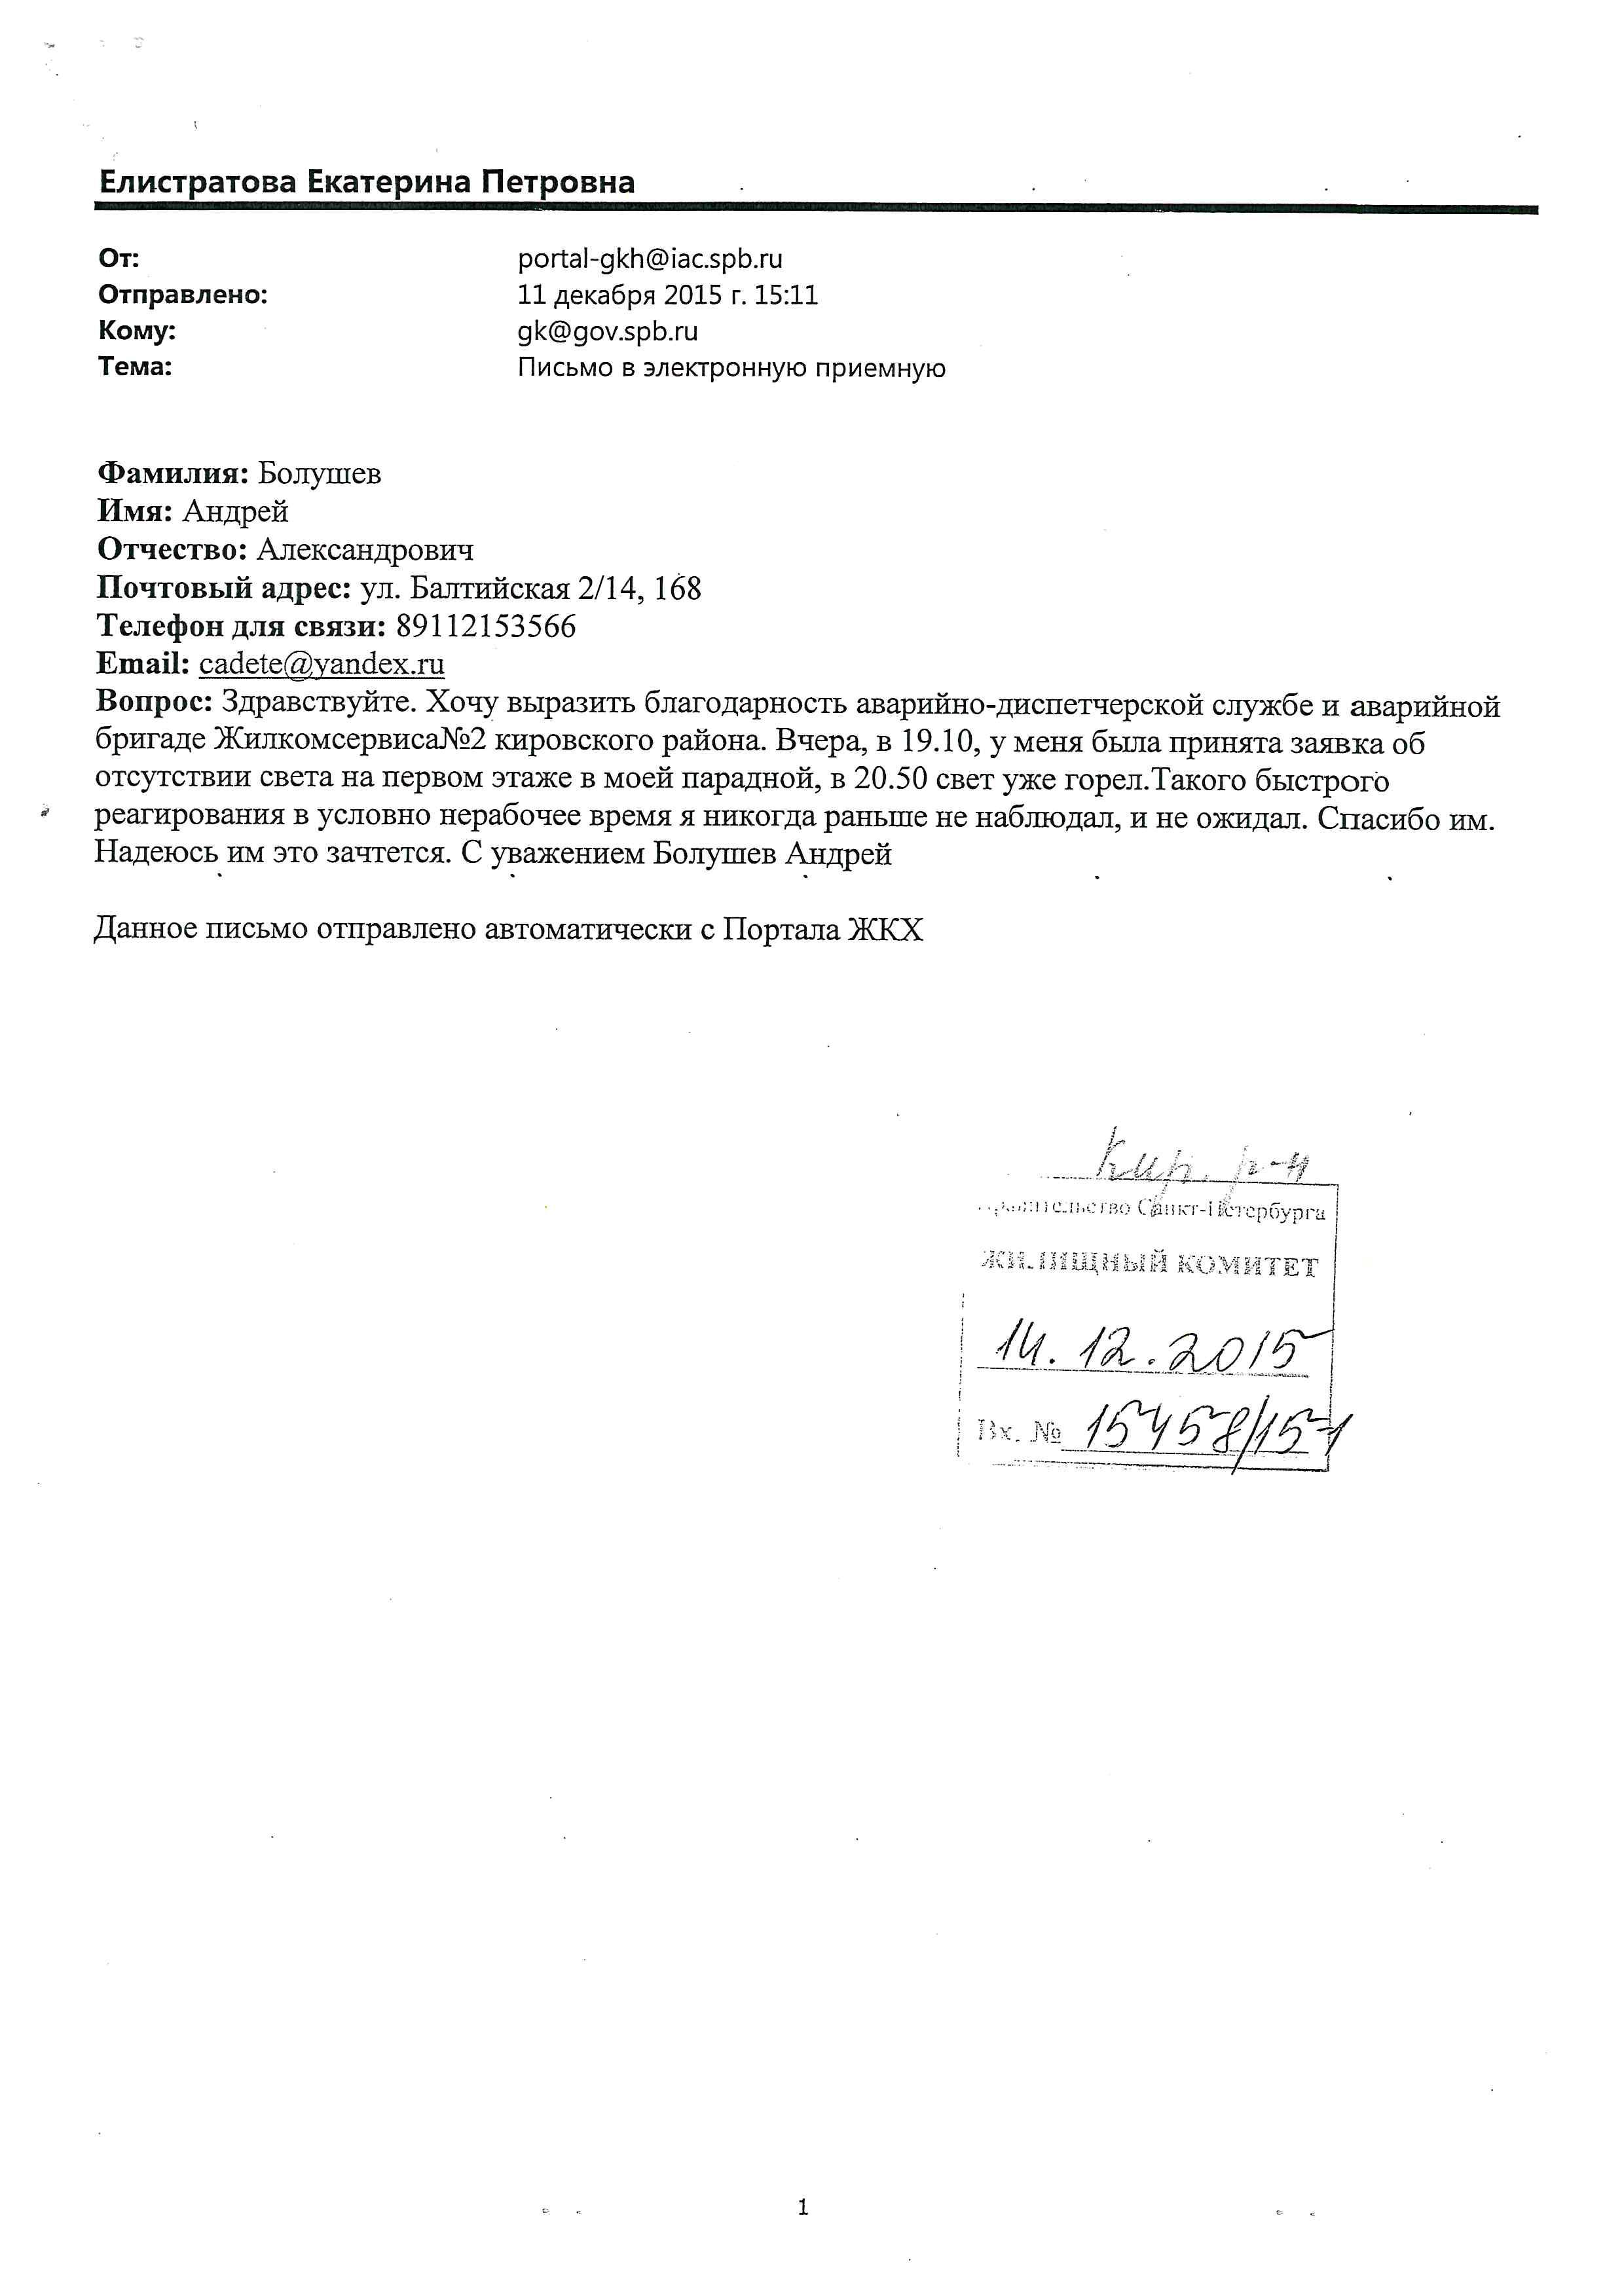 Елистратова Екатерина Петровна
От: portal-gkh@iac.spb.ru
Отправлено: 11 декабря 2015 г. 15:11
Кому: gk@gov.spb.ru
Тема: Письмо в электронную приемную
Фамилия: Болушев
Имя: Андрей
Отчество: Александрович
Почтовый адрес: ул. Балтийская 2/14, 168
Телефон для связи: 89112153566
Email: cadete@yandex.ru
Вопрос: Здравствуйте. Хочу выразить благодарность аварийно-диспетчерской службе и аварийной
бригаде Жилкомсервиса№2 кировского района. Вчера, в 19.10, у меня была принята заявка об
отсутствии света на первом этаже в моей парадной, в 20.50 свет уже горел.Такого быстрого
реагирования в условно нерабочее время я никогда раньше не наблюдал, и не ожидал. Спасибо им.
Надеюсь им это зачтется. С уважением Болушев Андрей
Данное письмо отправлено автоматически с Портала ЖКХ
Кир. р-н
Правительство Санкт-Петербурга
ЖИЛИЩНЫЙ КОМИТЕТ
14.12.2015
Вх. № 15458/15-1
1